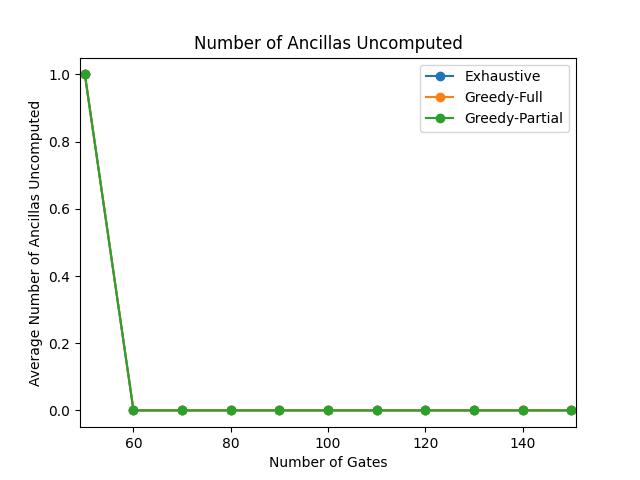 Number of Ancillas Uncomputed
Average Number of Ancillas Uncomputed
1.0
0.8
0.6
0.4
0.2
0.0
Exhaustive
Greedy-Full
Greedy-Partial
60 80 100 120 140
Number of Gates